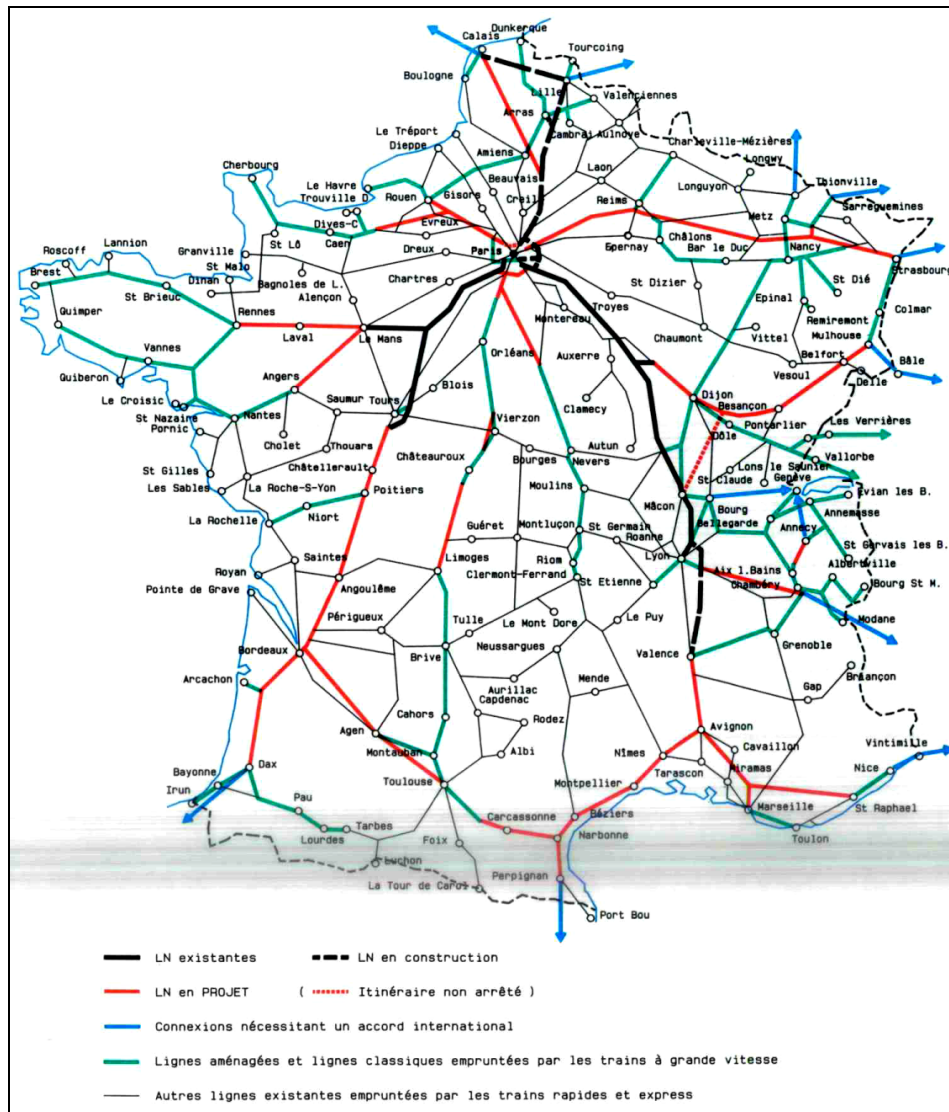 Dunkerque
Calais
Tourcoing
Boulogne
Lille
Valenciennes
Arras
Le Tréport
Cambrai
Aulnoye
Dieppe
Charleville-Mézières
Amiens
Longwy
Cherbourg
Beauvais
Laon
Le Havre
Thionville
Trouville D
Rouen
Gisors
Creil
Reims
Longuyon
Metz
Sarreguemines
Dives-C
Evreux
St Lô
Caen
Epernay
Châlons
Roscoff
Lannion
Granville
Dreux
Paris
Bar le Duc
Nancy
Strasbourg
Brest
St Malo
Dinan
Bagnoles de L.
Chartres
St Dizier
St Dié
St Brieuc
Alençon
Troyes
Epinal
Colmar
Quimper
Rennes
Montereau
Remiremont
Laval
Le Mans
Chaumont
Vittel
Mulhouse
Vannes
Orléans
Auxerre
Belfort
Bâle
Quiberon
Angers
Blois
Vesoul
Delle
Le Croisic
Saumur
Tours
Clamecy
Dijon
Besançon
St Nazaire
Nantes
Vierzon
Pontarlier
Les Verrières
Pornic
Cholet
Thouars
Autun
Dôle
Châteauroux
Bourges
Nevers
Vallorbe
St Gilles
Châtellerault
Lons le Saunier
St-Claude
Genève
Les Sables
La Roche-S-Yon
Poitiers
Moulins
Mâcon
Bourg
Evian les B.
La Rochelle
Niort
Guéret
Montluçon
St Germain
Bellegarde
Annemasse
Roanne
Annecy
Saintes
Limoges
Riom
Lyon
St Gervais les B.
Royan
Clermont-Ferrand
St Etienne
Aix l.Bains
Albertville
Pointe de Grave
Angoulême
Chambéry
Bourg St M.
Périgueux
Tulle
Le Mont Dore
Le Puy
Modane
Bordeaux
Brive
Neussargues
Valence
Grenoble
Arcachon
Aurillac
Mende
Gap
Briançon
Cahors
Capdenac
Agen
Rodez
Avignon
Montauban
Albi
Nîmes
Cavaillon
Vintimille
Dax
Tarascon
Miramas
Nice
Bayonne
Toulouse
Montpellier
Irun
Marseille
St Raphael
Pau
Carcassonne
Béziers
Lourdes
Tarbes
Foix
Narbonne
Toulon
Luchon
La Tour de Carol
Perpignan
Port Bou
LN existantes LN en construction
LN en PROJET ( Itinéraire non arrêté )
Connexions nécessitant un accord international
Lignes aménagées et lignes classiques empruntées par les trains à grande vitesse
Autres lignes existantes empruntées par les trains rapides et express